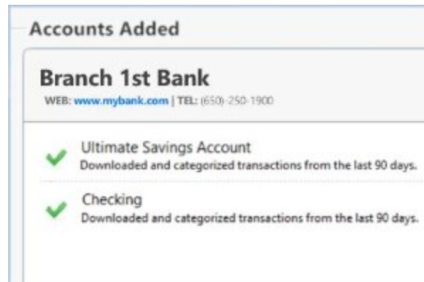 Accounts Added
Branch 1st Bank
WEB: www.mybank.com | TEL: (650)-250-1900
Ultimate Savings Account
Downloaded and categorized transactions from the last 90 days.
Checking
Downloaded and categorized transactions from the last 90 days.